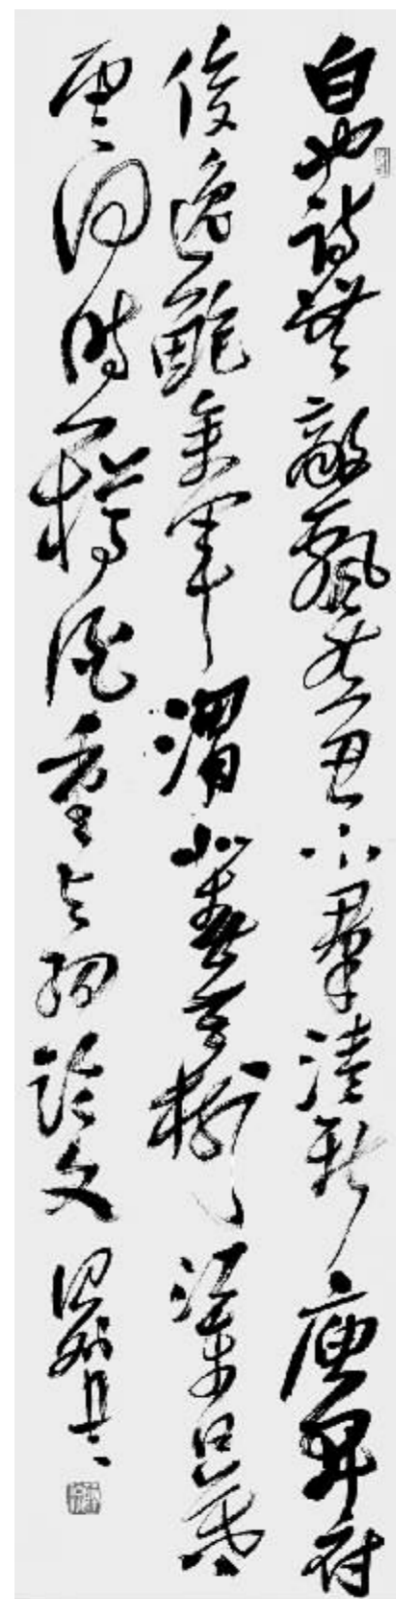 白也詩無敵飄然思不羣清新庾開府
俊逸鮑參軍渭北春天樹江東日暮
雲何時一樽酒重與細論文